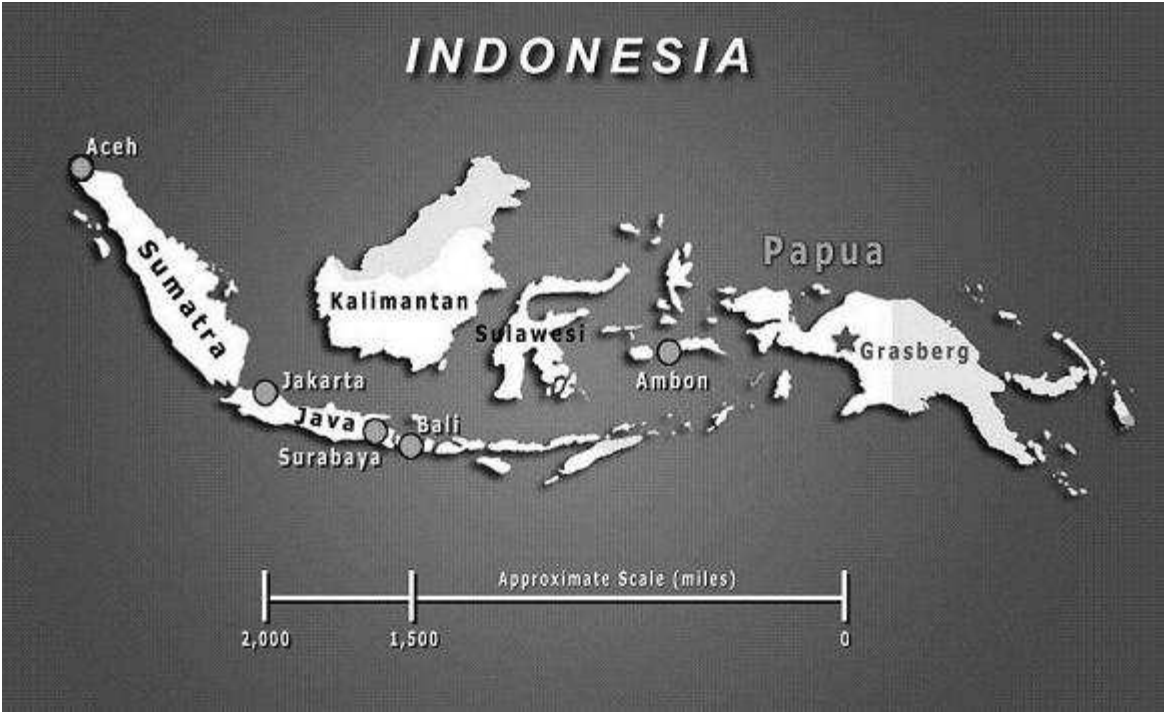 INDONESIA
Aceh
Papua
Sumatra
Kalimantan
Sulawesi
Grasberg
Ambon
Jakarta
Java
Bali
Surabaya
Approximate Scale (miles)
2,000 1,500 0